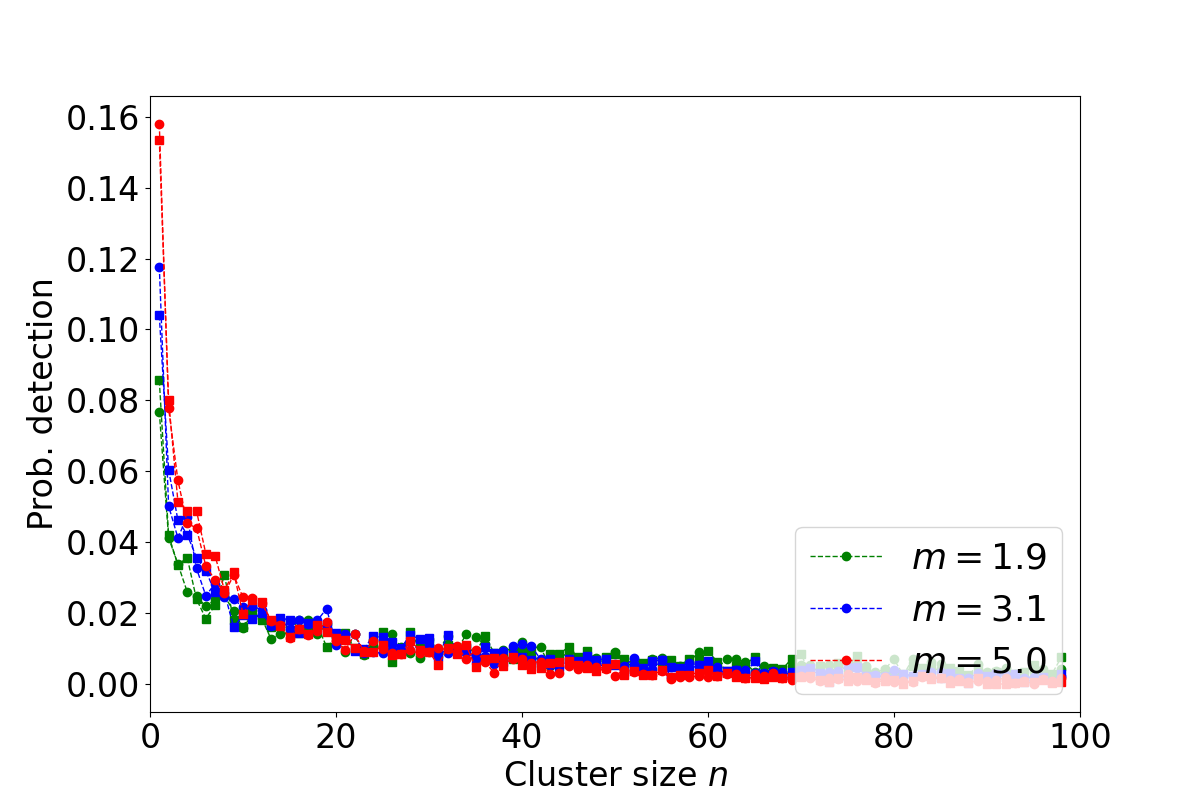 Prob. detection
0.16
0.14
0.12
0.10
0.08
0.06
0.04
0.02
0.00
m = 1.9
m = 3.1
m = 5.0
0 20 40 60 80 100
Cluster size n